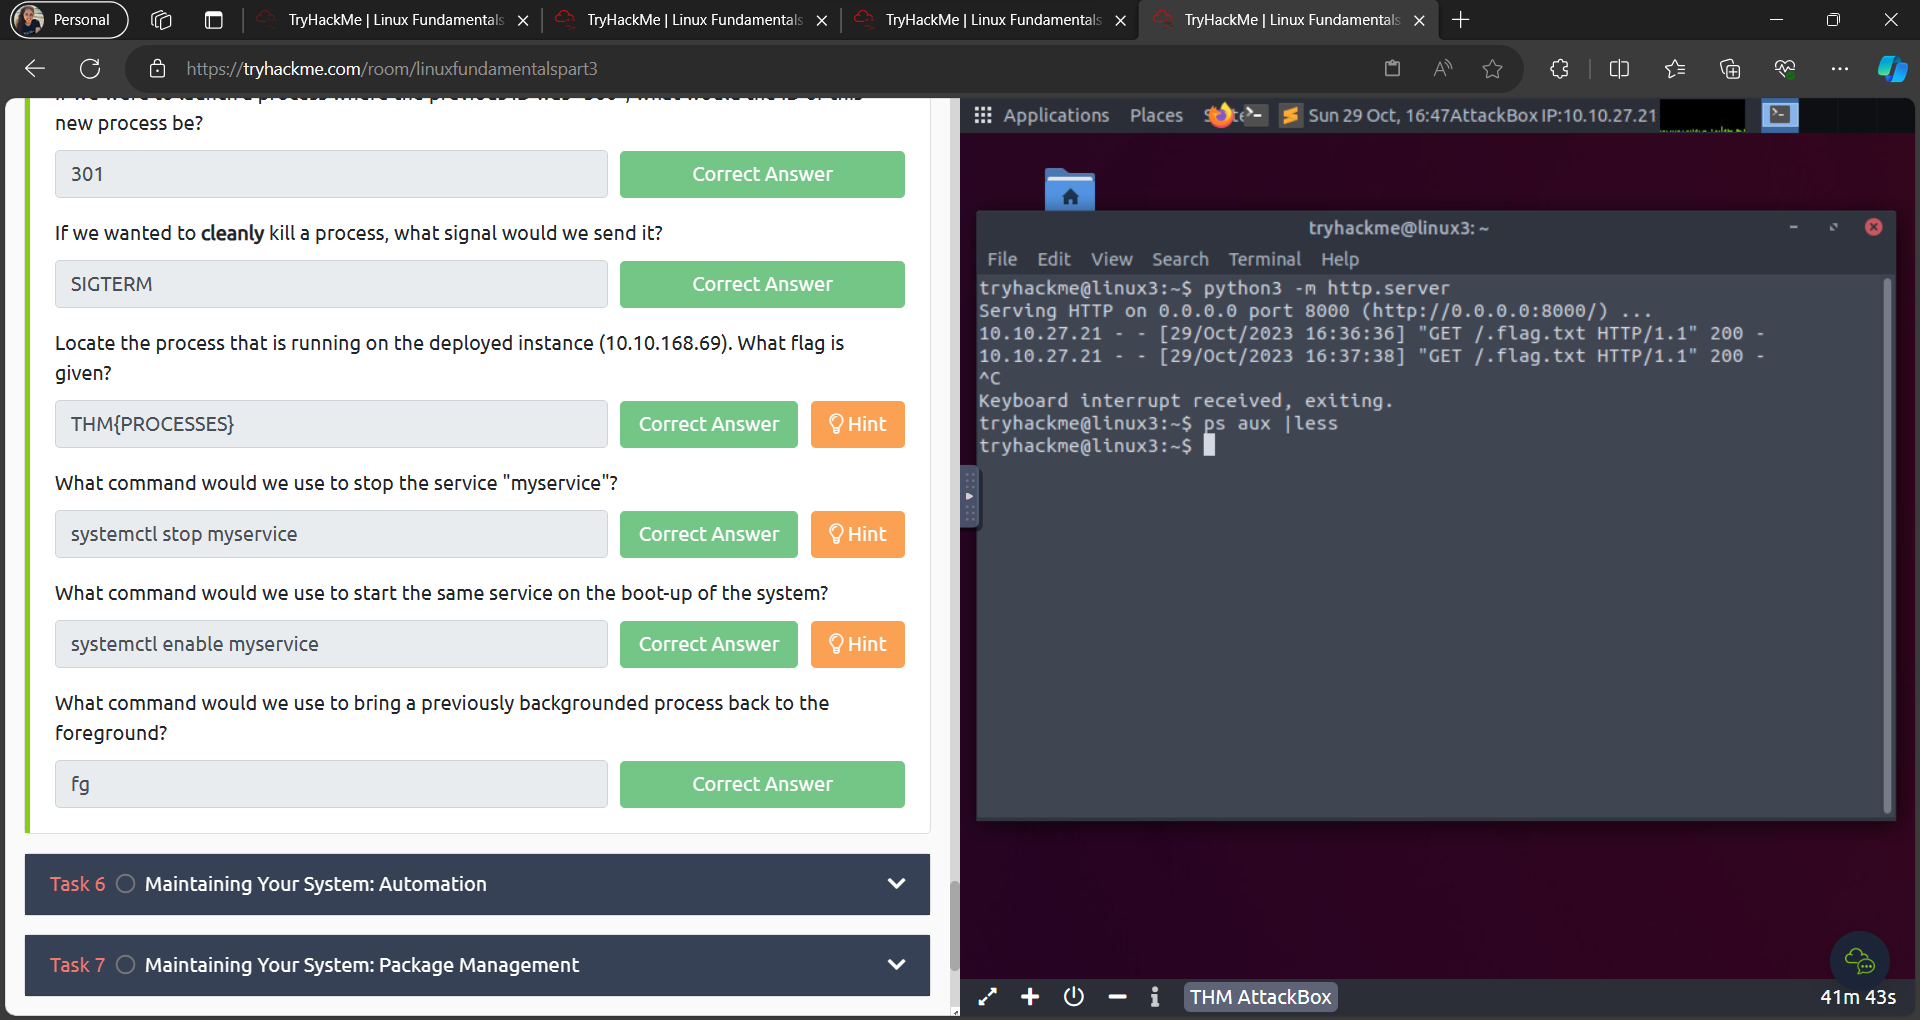 Personal
TryHackMe | Linux Fundamentals
TryHackMe | Linux Fundamentals
TryHackMe | Linux Fundamentals
TryHackMe | Linux Fundamentals
https://tryhackme.com/room/linuxfundamentalspart3
new process be?
301
Correct Answer
If we wanted to cleanly kill a process, what signal would we send it?
SIGTERM
Correct Answer
Locate the process that is running on the deployed instance (10.10.168.69). What flag is
given?
THM{PROCESSES}
Correct Answer
Hint
What command would we use to stop the service "myservice"?
systemctl stop myservice
Correct Answer
Hint
What command would we use to start the same service on the boot-up of the system?
systemctl enable myservice
Correct Answer
Hint
What command would we use to bring a previously backgrounded process back to the
foreground?
fg
Correct Answer
Task 6 Maintaining Your System: Automation
Task 7 Maintaining Your System: Package Management
Applications Places Sun 29 Oct, 16:47 AttackBox IP:10.10.27.21
tryhackme@linux3: ~
File Edit View Search Terminal Help
tryhackme@linux3:~$ python3 -m http.server
Serving HTTP on 0.0.0.0 port 8000 (http://0.0.0.0:8000/) ...
10.10.27.21 - - [29/Oct/2023 16:36:36] "GET /.flag.txt HTTP/1.1" 200 -
10.10.27.21 - - [29/Oct/2023 16:37:38] "GET /.flag.txt HTTP/1.1" 200 -
^C
Keyboard interrupt received, exiting.
tryhackme@linux3:~$ ps aux |less
tryhackme@linux3:~$
THM AttackBox
41m 43s